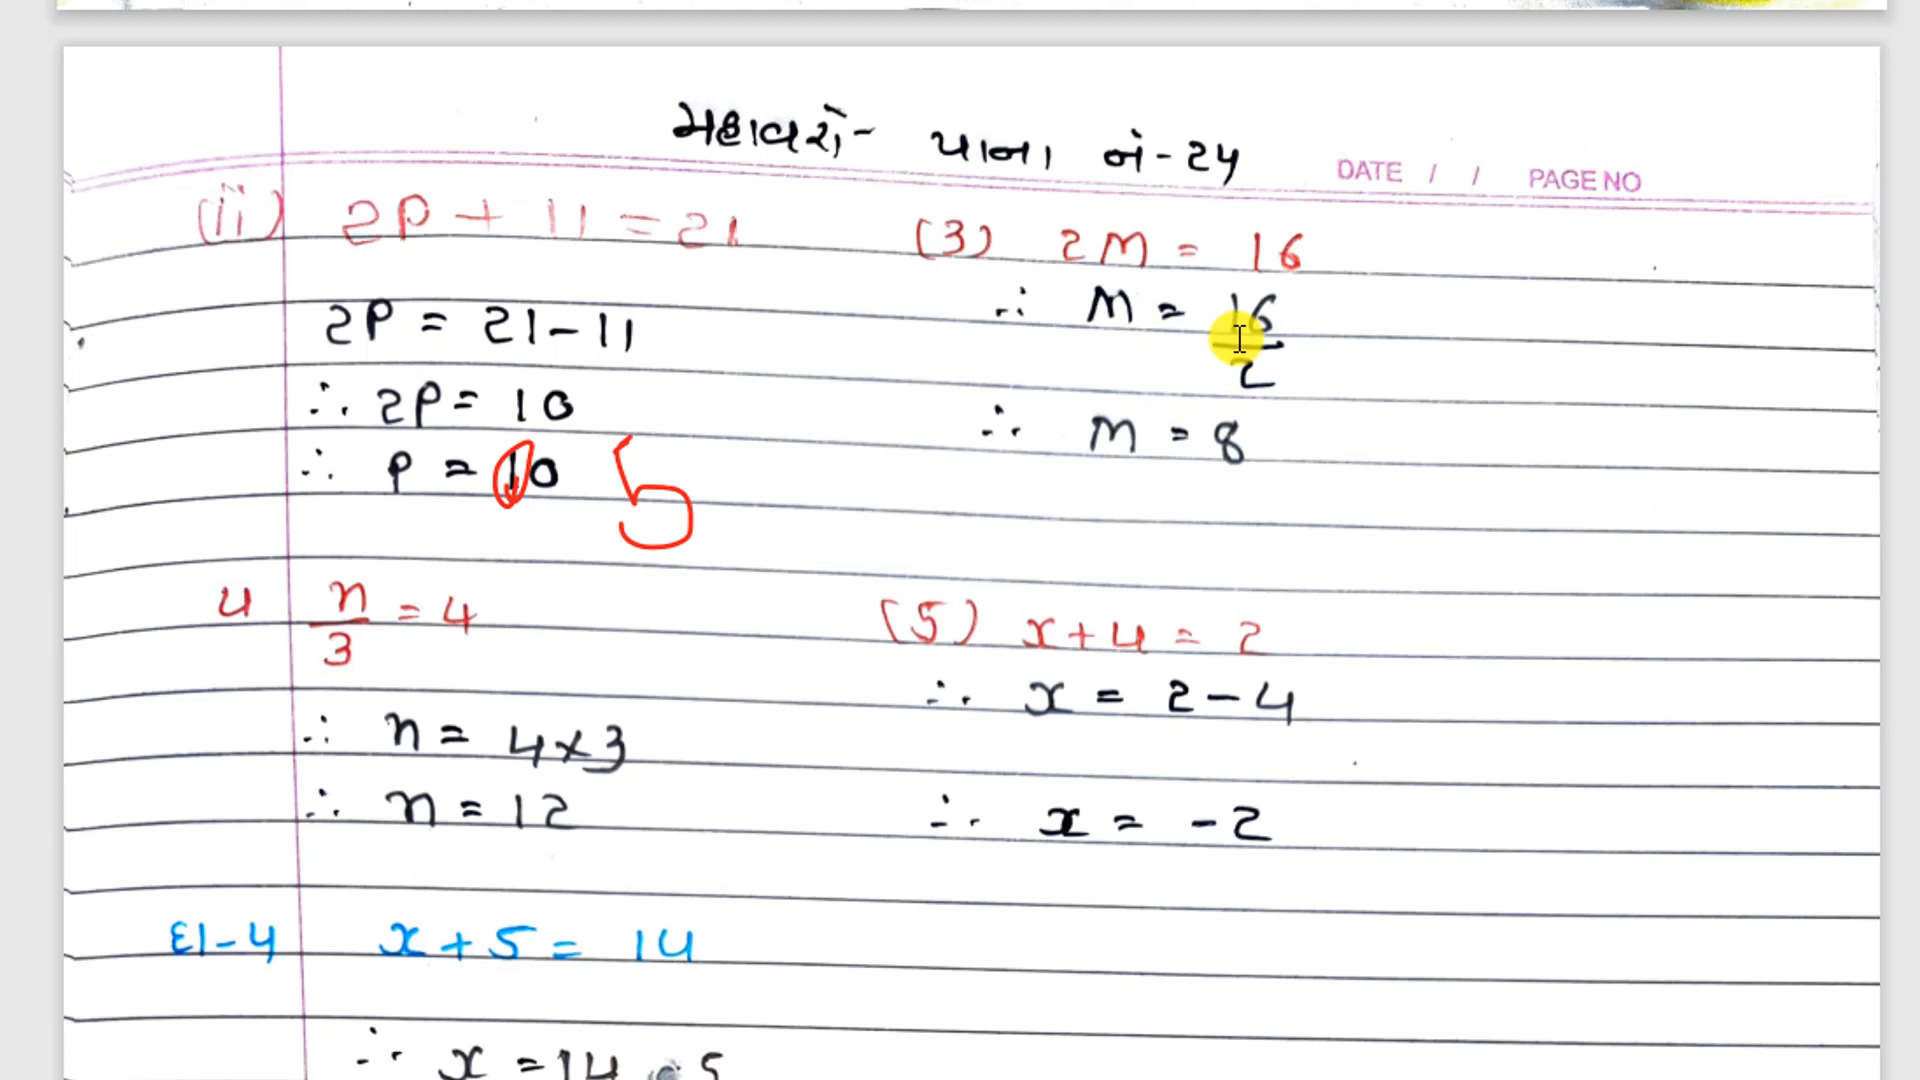 મહાવરો- પાના નં-24
DATE / / PAGE NO
(ii) 2P + 11 = 21
2P = 21-11
∴ 2P = 10
∴ P = 10 5
(3) 2M = 16
∴ M = 16/2
∴ M = 8
4 n/3 = 4
∴ n = 4×3
∴ n = 12
(5) x+4 = 2
∴ x = 2-4
∴ x = -2
દા-4 x+5 = 14
∴ x = 14 - 5